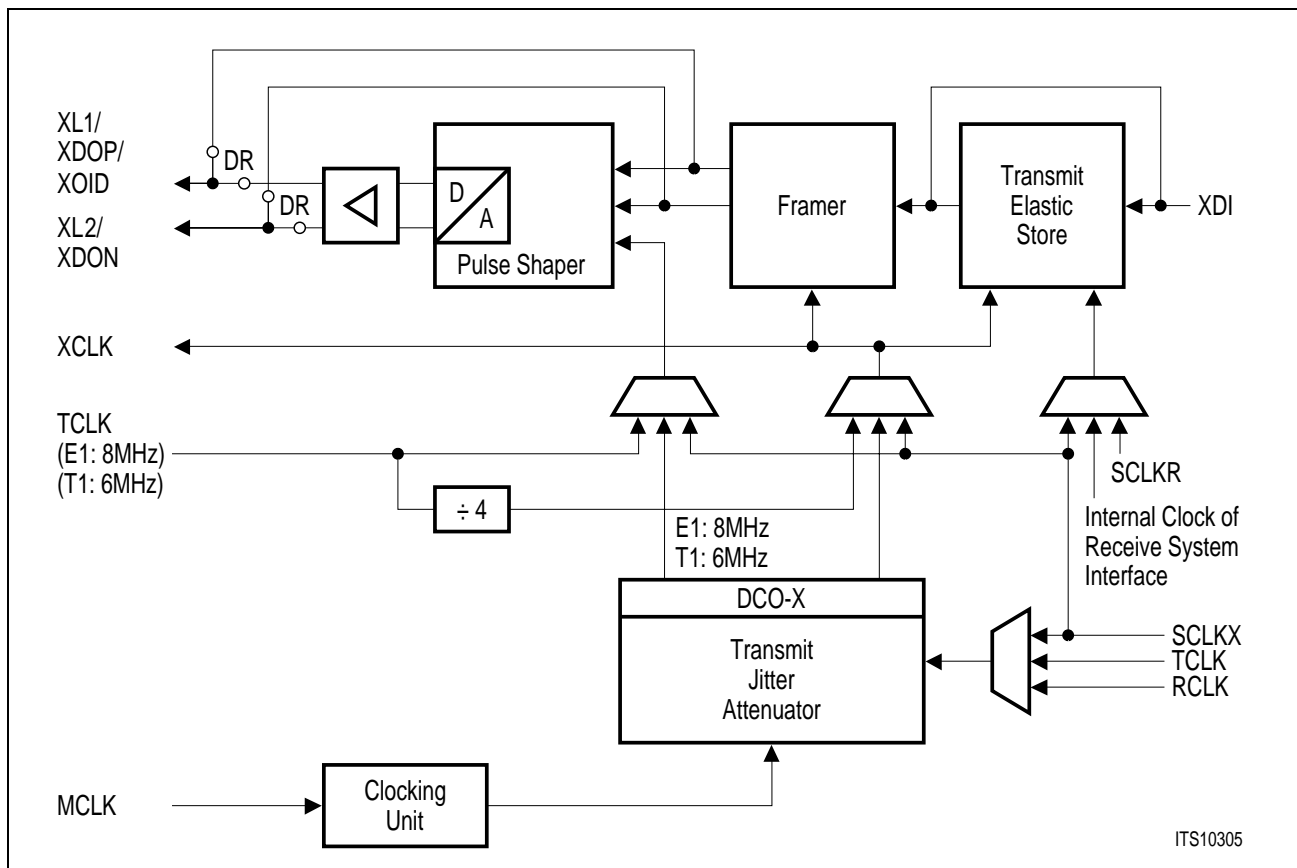 XL1/
XDOP/
XOID
DR
XL2/
XDON
DR
D
A
Pulse Shaper
Framer
Transmit
Elastic
Store
XDI
XCLK
TCLK
(E1: 8MHz)
(T1: 6MHz)
÷ 4
E1: 8MHz
T1: 6MHz
SCLKR
Internal Clock of
Receive System
Interface
DCO-X
Transmit
Jitter
Attenuator
SCLKX
TCLK
RCLK
MCLK
Clocking
Unit
ITS10305